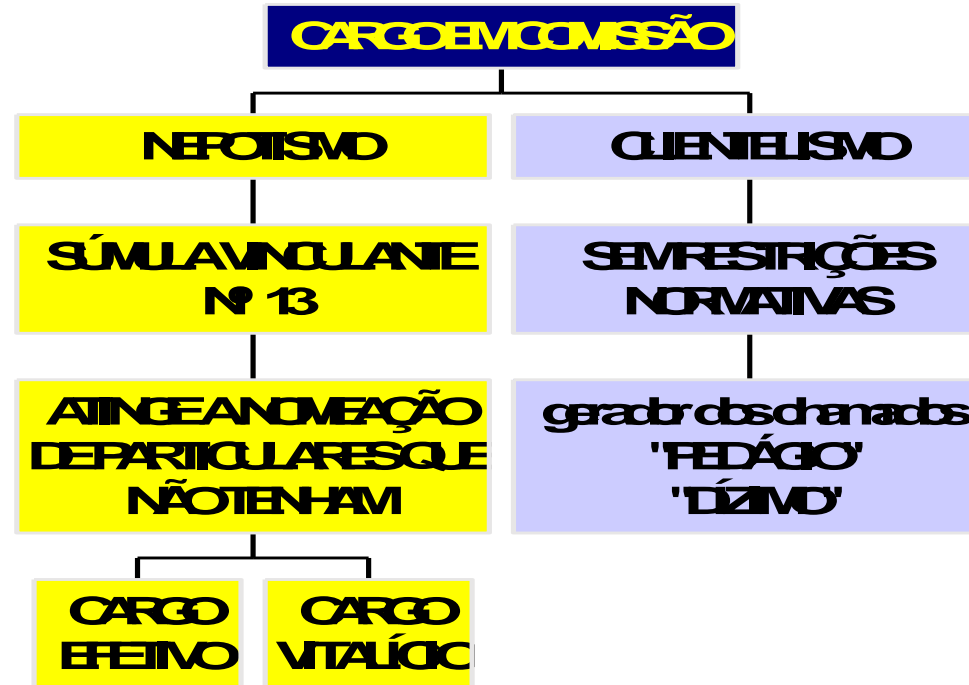 CARGO EM COMISSÃO
NEPOTISMO
CLIENTELISMO
SÚMULA VINCULANTE
Nº 13
SEM RESTRIÇÕES
NORMATIVAS
ATINGE A NOMEAÇÃO
DE PARTICULARES QUE
NÃO TENHAM
gerador dos chamados
"PEDÁGIO"
"DÍZIMO"
CARGO
EFETIVO
CARGO
VITALÍCIO